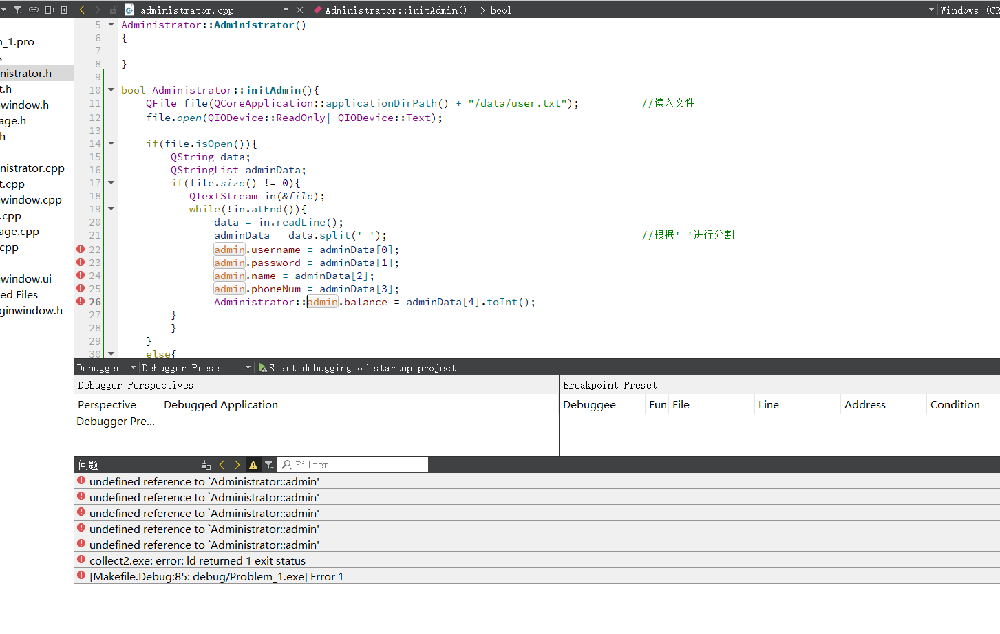 administrator.cpp
Administrator::initAdmin() -> bool
Windows (CR
_1.pro
nistrator.h
t.h
window.h
age.h
h
nistrator.cpp
t.cpp
window.cpp
.cpp
age.cpp
cpp
window.ui
ed Files
ginwindow.h
5 Administrator::Administrator()
6 {
7
8 }
9
10 bool Administrator::initAdmin(){
11 QFile file(QCoreApplication::applicationDirPath() + "/data/user.txt"); //读入文件
12 file.open(QIODevice::ReadOnly| QIODevice::Text);
13
14 if(file.isOpen()){
15 QString data;
16 QStringList adminData;
17 if(file.size() != 0){
18 QTextStream in(&file);
19 while(!in.atEnd()){
20 data = in.readLine();
21 adminData = data.split(' '); //根据' '进行分割
22 admin.username = adminData[0];
23 admin.password = adminData[1];
24 admin.name = adminData[2];
25 admin.phoneNum = adminData[3];
26 Administrator::admin.balance = adminData[4].toInt();
27 }
28 }
29 }
30 else{
Debugger Debugger Preset Start debugging of startup project
Debugger Perspectives
Perspective Debugged Application
Debugger Pre... -
Breakpoint Preset
Debuggee Fun File Line Address Condition
问题 Filter
undefined reference to `Administrator::admin'
undefined reference to `Administrator::admin'
undefined reference to `Administrator::admin'
undefined reference to `Administrator::admin'
undefined reference to `Administrator::admin'
collect2.exe: error: ld returned 1 exit status
[Makefile.Debug:85: debug/Problem_1.exe] Error 1